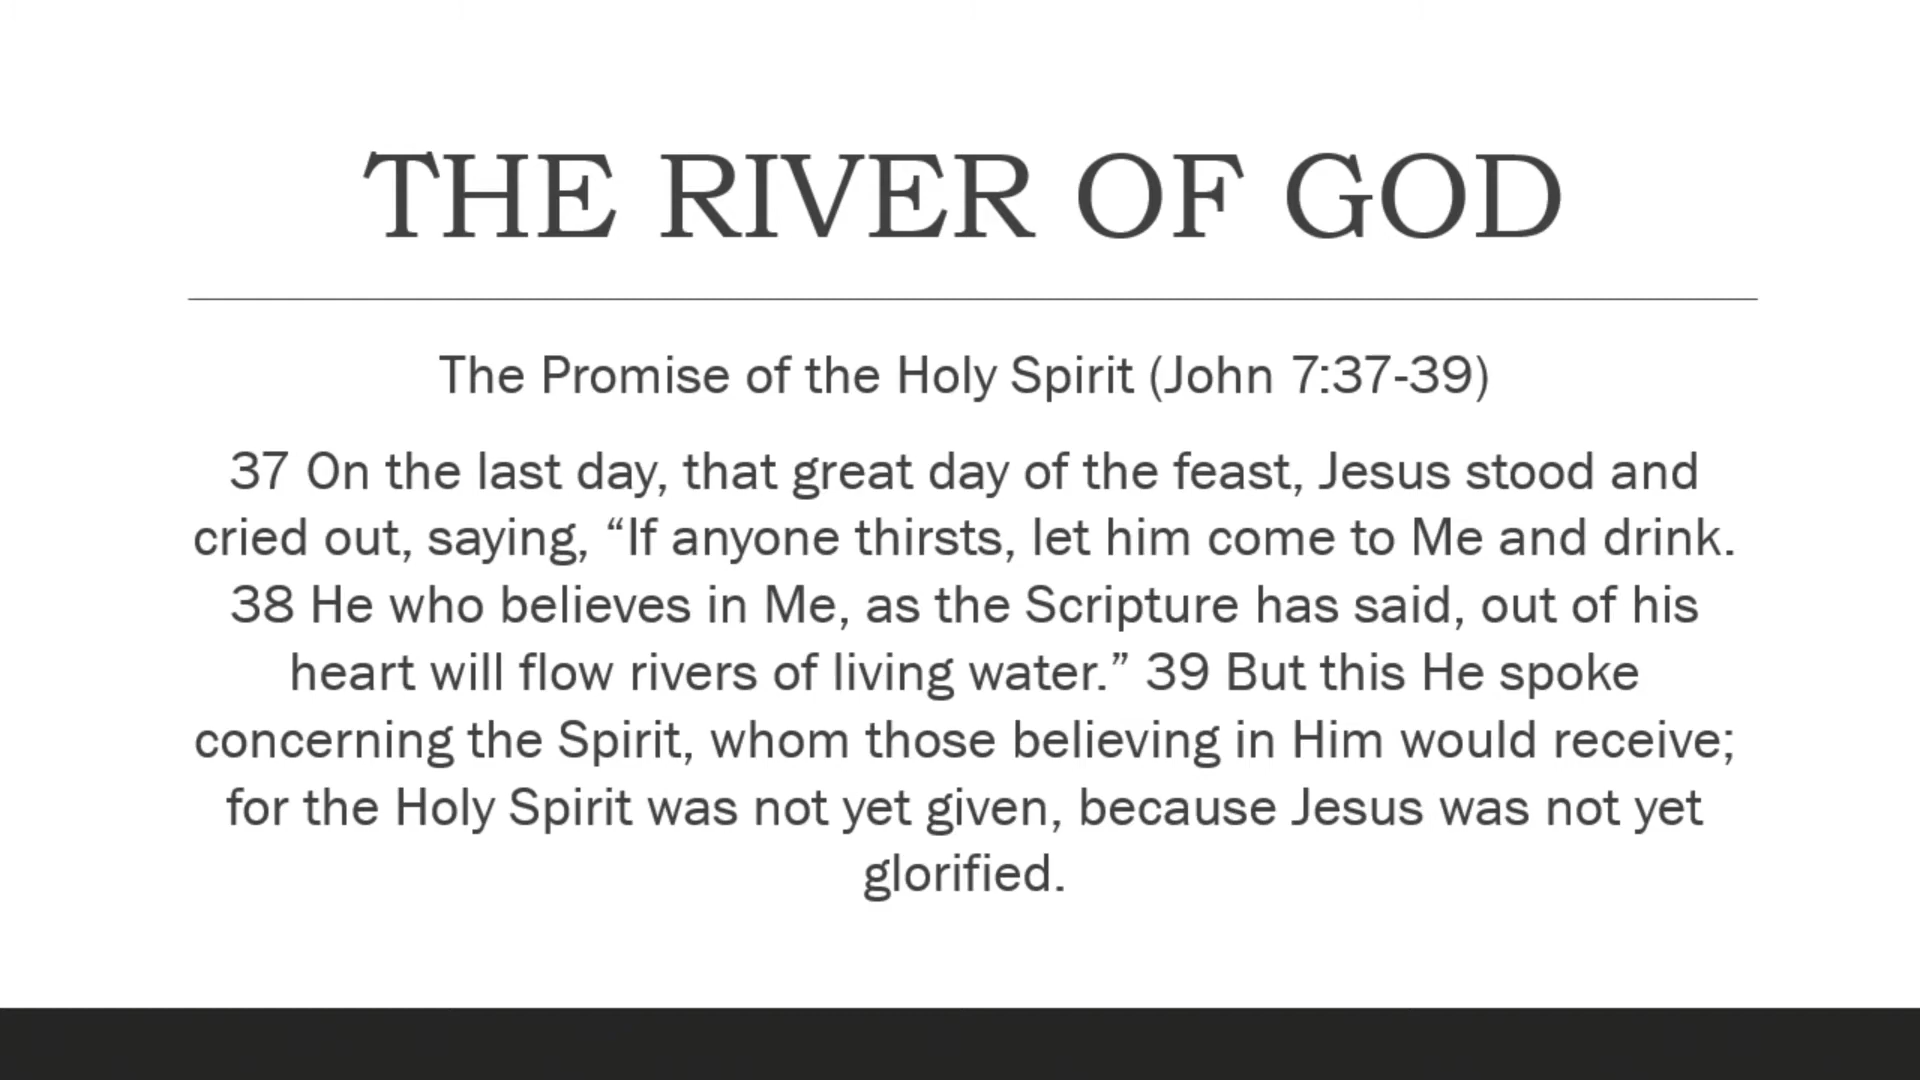 THE RIVER OF GOD
The Promise of the Holy Spirit (John 7:37-39)
37 On the last day, that great day of the feast, Jesus stood and
cried out, saying, “If anyone thirsts, let him come to Me and drink.
38 He who believes in Me, as the Scripture has said, out of his
heart will flow rivers of living water.” 39 But this He spoke
concerning the Spirit, whom those believing in Him would receive;
for the Holy Spirit was not yet given, because Jesus was not yet
glorified.